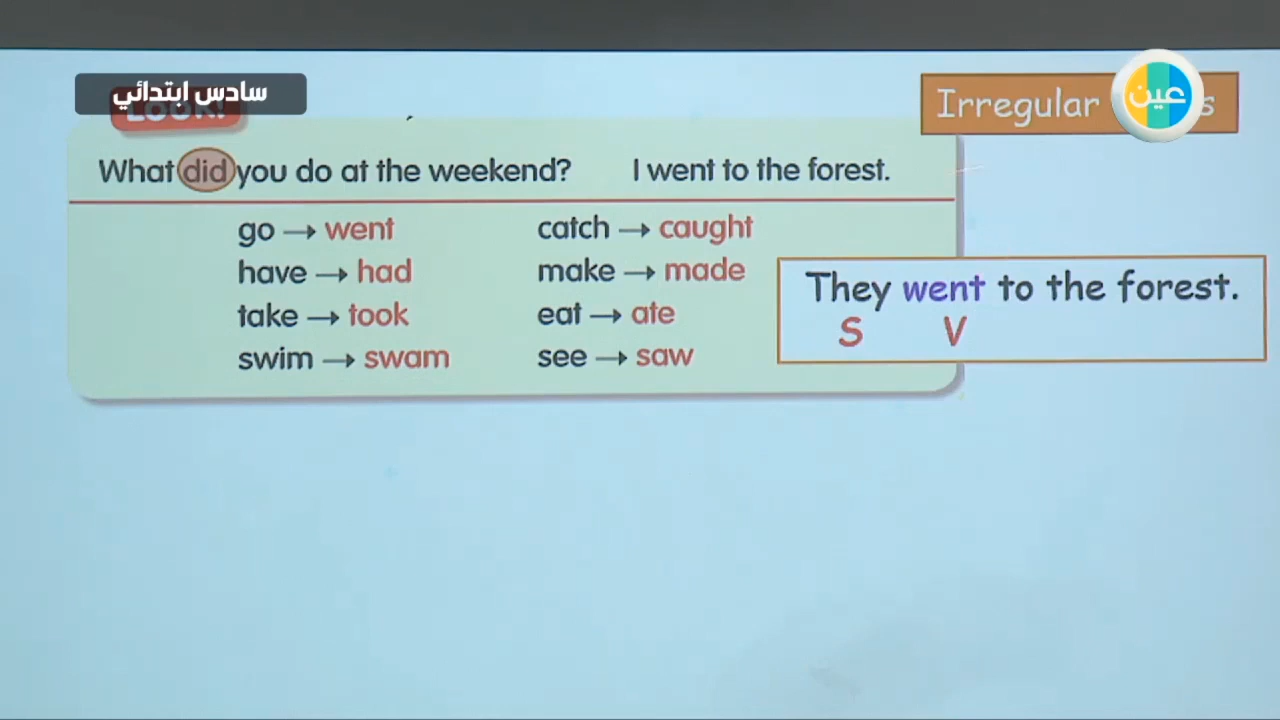 سادس ابتدائي
LOOK!
Irregular
عين
What did you do at the weekend? I went to the forest.
go → went
have → had
take → took
swim → swam
catch → caught
make → made
eat → ate
see → saw
They went to the forest.
S V